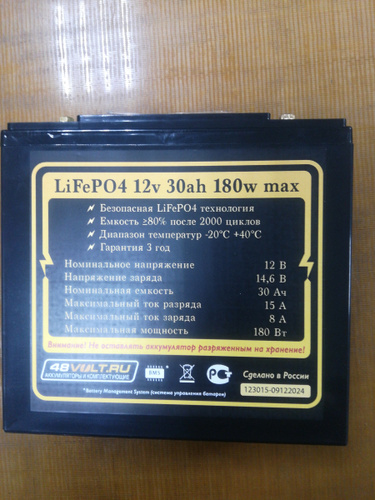 LiFePO4 12v 30ah 180w max
Безопасная LiFePO4 технология
Емкость ≥80% после 2000 циклов
Диапазон температур -20°C +40°C
Гарантия 3 год
Номинальное напряжение 12 В
Напряжение заряда 14,6 В
Номинальная емкость 30 Ач
Максимальный ток разряда 15 А
Максимальный ток заряда 8 А
Максимальная мощность 180 Вт
Внимание! Не оставлять аккумулятор разряженным на хранение!
48VOLT.RU
АККУМУЛЯТОРЫ И КОМПЛЕКТУЮЩИЕ
BMS
РСТ
Сделано в России
123015-09122024
*Battery Management System (система управления батареи)